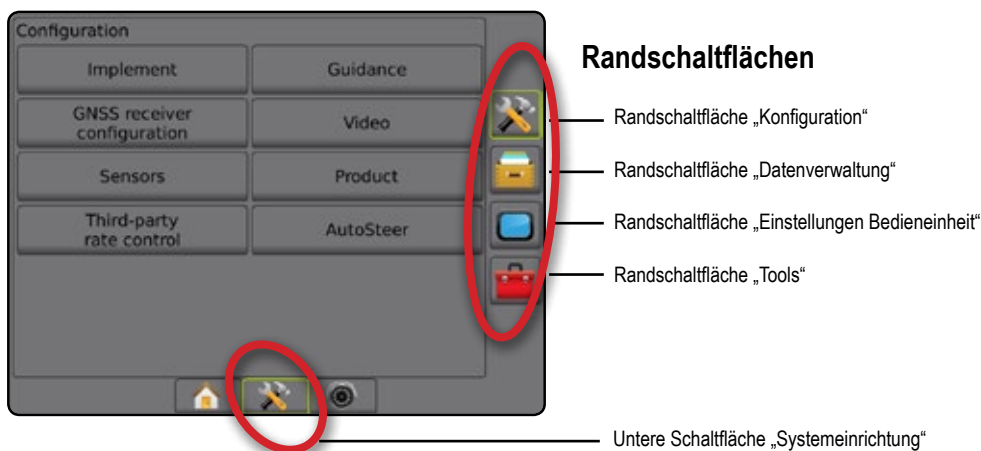 Configuration
Implement
Guidance
GNSS receiver
configuration
Video
Sensors
Product
Third-party
rate control
AutoSteer
Randschaltflächen
Randschaltfläche „Konfiguration“
Randschaltfläche „Datenverwaltung“
Randschaltfläche „Einstellungen Bedieneinheit“
Randschaltfläche „Tools“
Untere Schaltfläche „Systemeinrichtung“